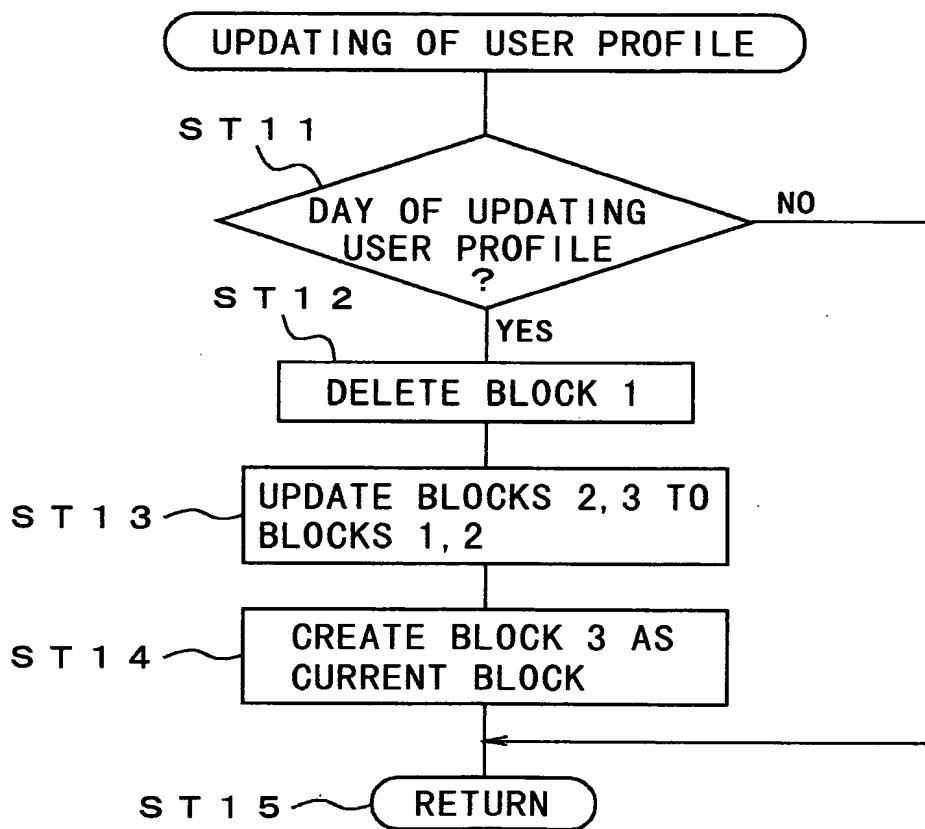 UPDATING OF USER PROFILE
ST11
DAY OF UPDATING
USER PROFILE
?
NO
ST12
YES
DELETE BLOCK 1
ST13
UPDATE BLOCKS 2,3 TO
BLOCKS 1,2
ST14
CREATE BLOCK 3 AS
CURRENT BLOCK
ST15
RETURN